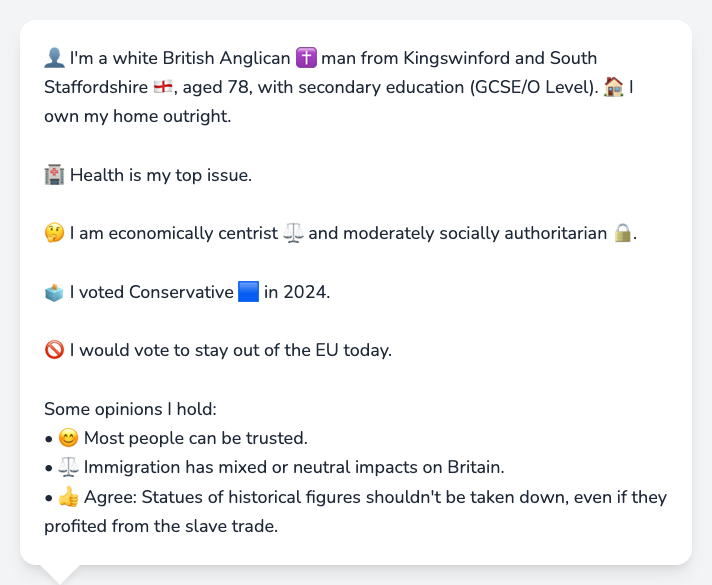 👤 I'm a white British Anglican ✝️ man from Kingswinford and South
Staffordshire 🏴󠁧󠁢󠁥󠁮󠁧󠁿, aged 78, with secondary education (GCSE/O Level). 🏠 I
own my home outright.
🏥 Health is my top issue.
🤔 I am economically centrist ⚖️ and moderately socially authoritarian 🔒.
🗳️ I voted Conservative 🟦 in 2024.
🚫 I would vote to stay out of the EU today.
Some opinions I hold:
• 😊 Most people can be trusted.
• ⚖️ Immigration has mixed or neutral impacts on Britain.
• 👍 Agree: Statues of historical figures shouldn't be taken down, even if they
profited from the slave trade.